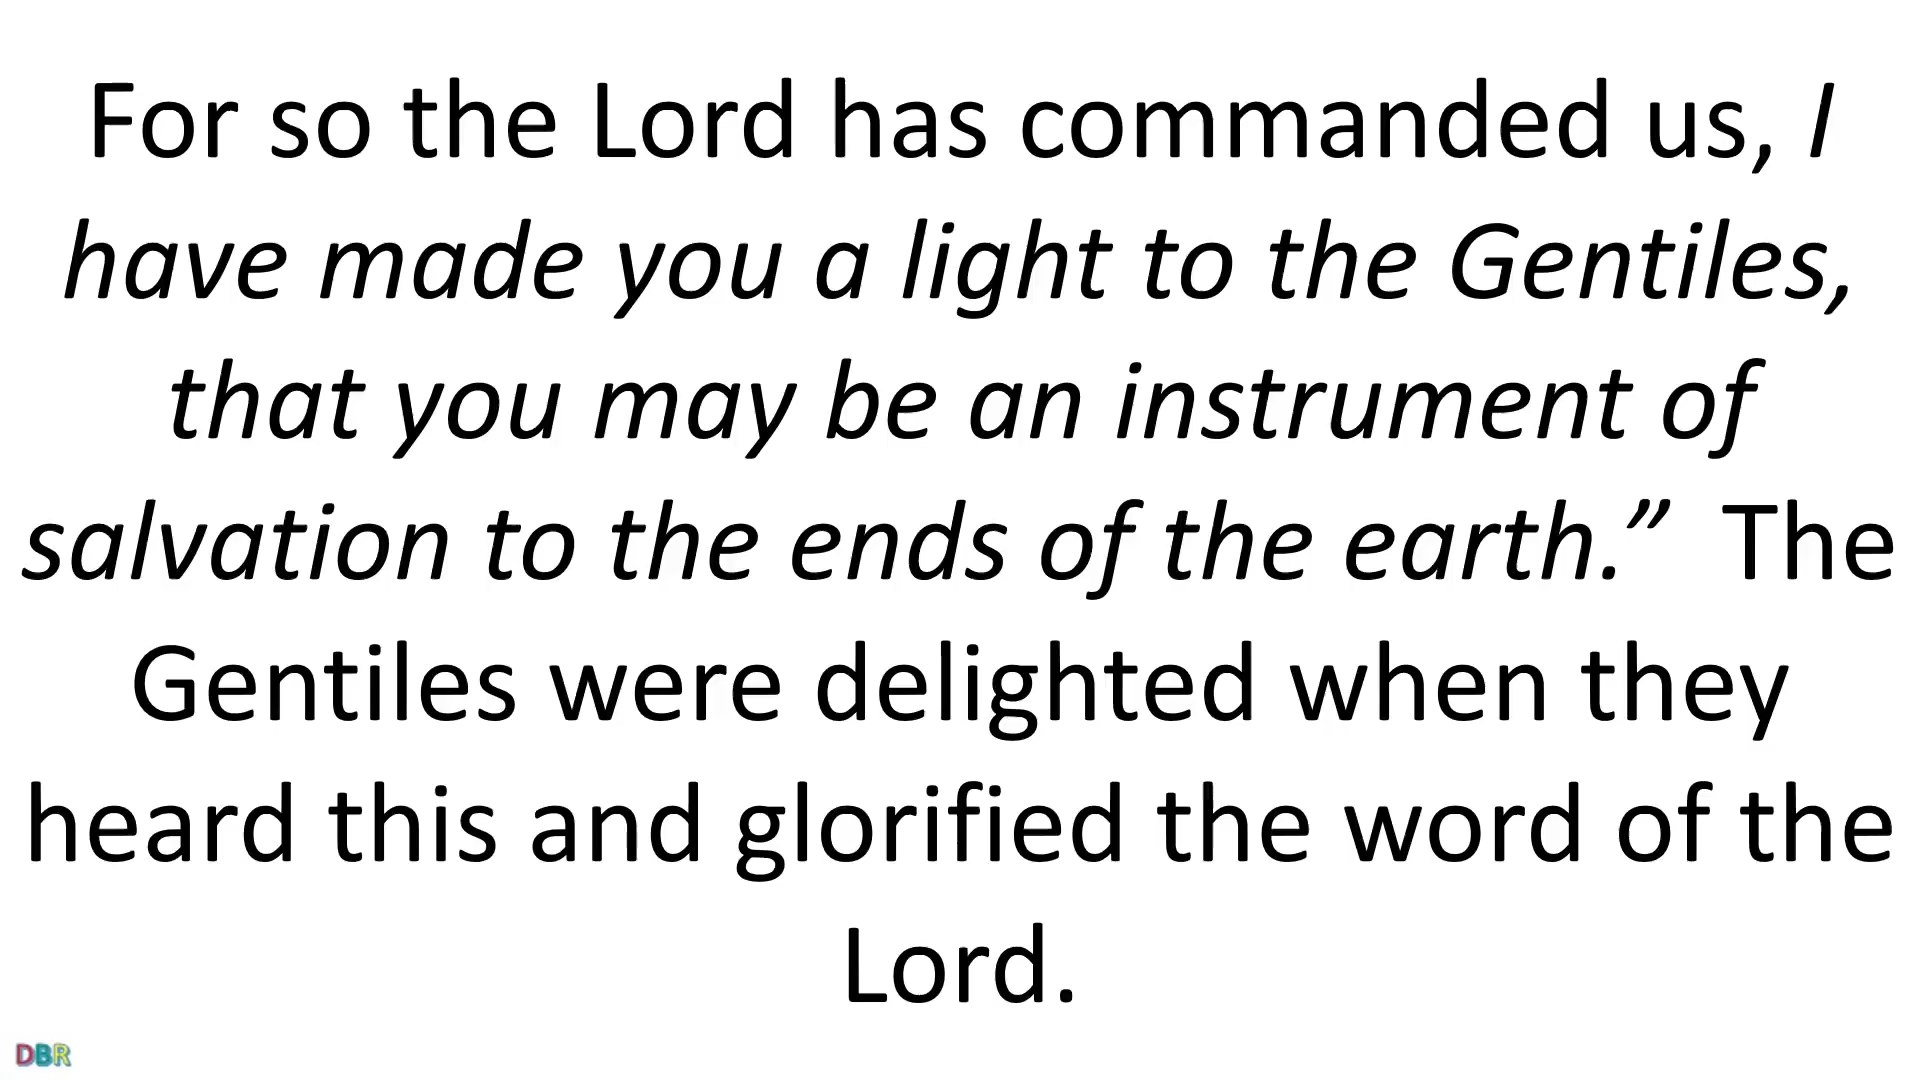 For so the Lord has commanded us, I
have made you a light to the Gentiles,
that you may be an instrument of
salvation to the ends of the earth.”  The
Gentiles were delighted when they
heard this and glorified the word of the
Lord.
DBR